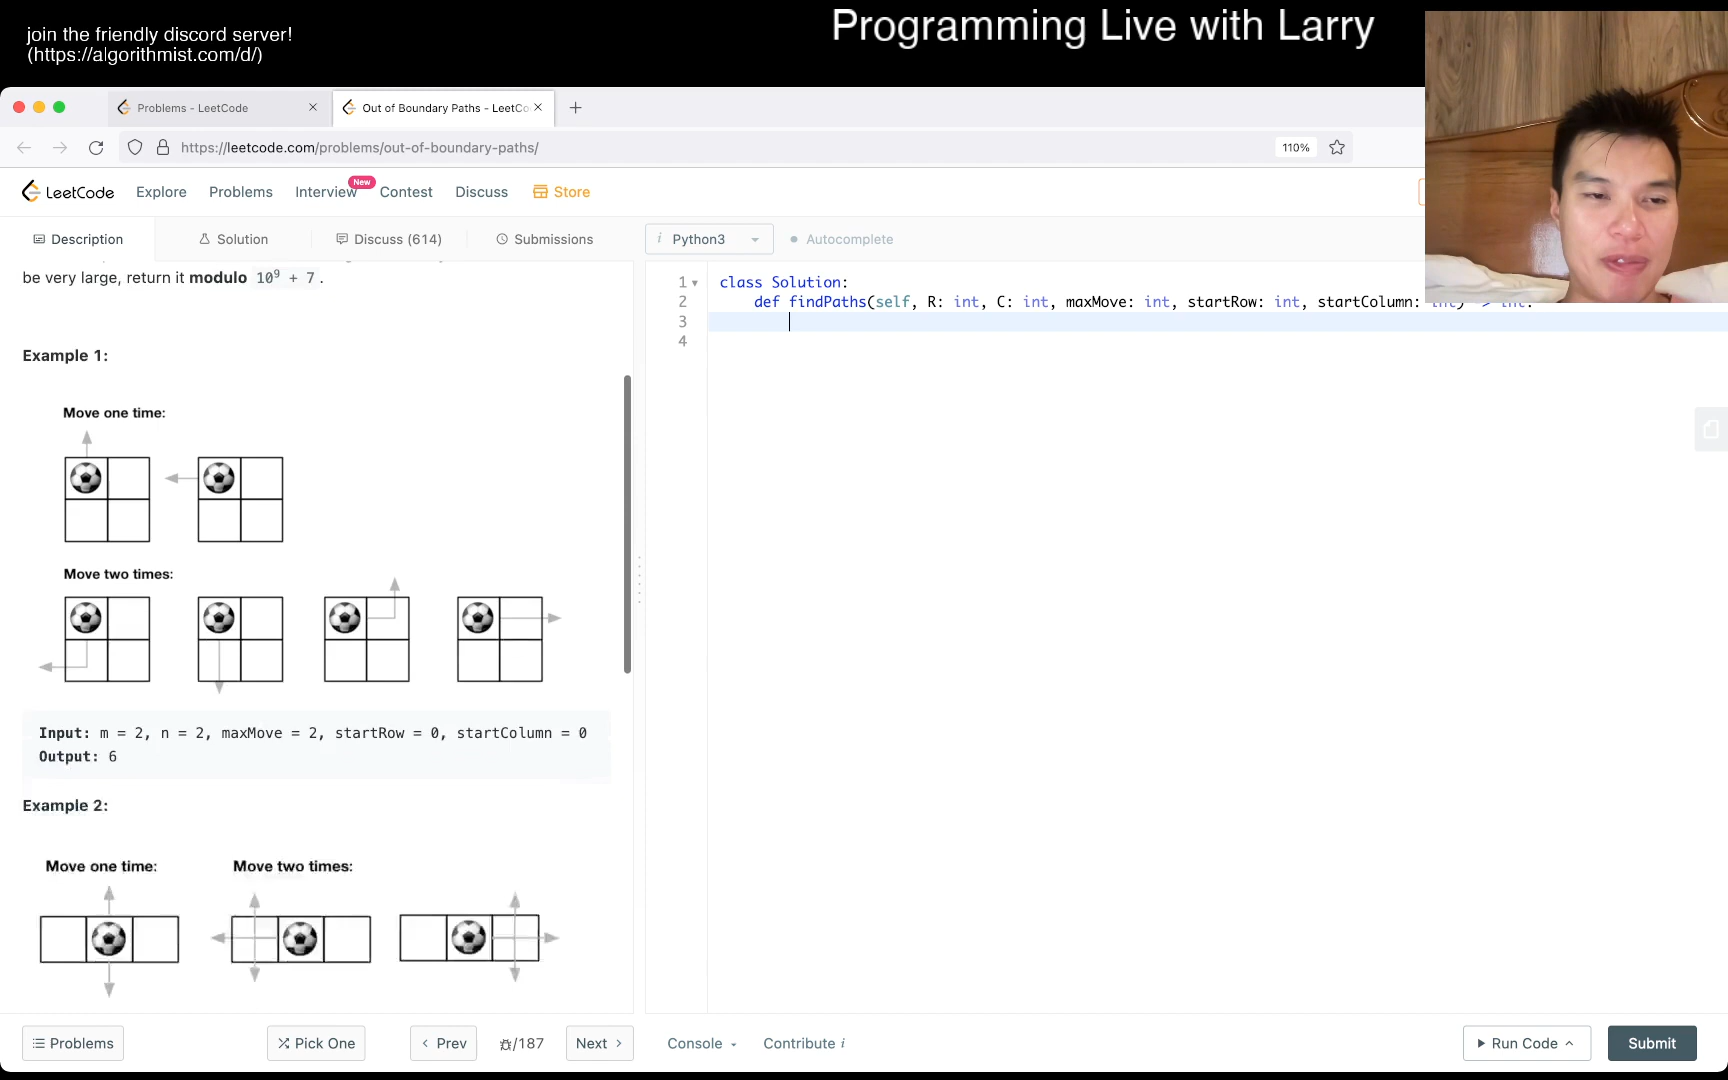 join the friendly discord server!
(https://algorithmist.com/d/)
Programming Live with Larry
Problems - LeetCode
Out of Boundary Paths - LeetCo
https://leetcode.com/problems/out-of-boundary-paths/
110%
LeetCode
Explore
Problems
Interview
New
Contest
Discuss
Store
Description
Solution
Discuss (614)
Submissions
i Python3
Autocomplete
be very large, return it modulo 10⁹ + 7 .
Example 1:
Move one time:
Move two times:
Input: m = 2, n = 2, maxMove = 2, startRow = 0, startColumn = 0
Output: 6
Example 2:
Move one time:
Move two times:
1 class Solution:
2 def findPaths(self, R: int, C: int, maxMove: int, startRow: int, startColumn: int) -> int:
3
4
Problems
Pick One
Prev
/187
Next
Console
Contribute i
Run Code
Submit